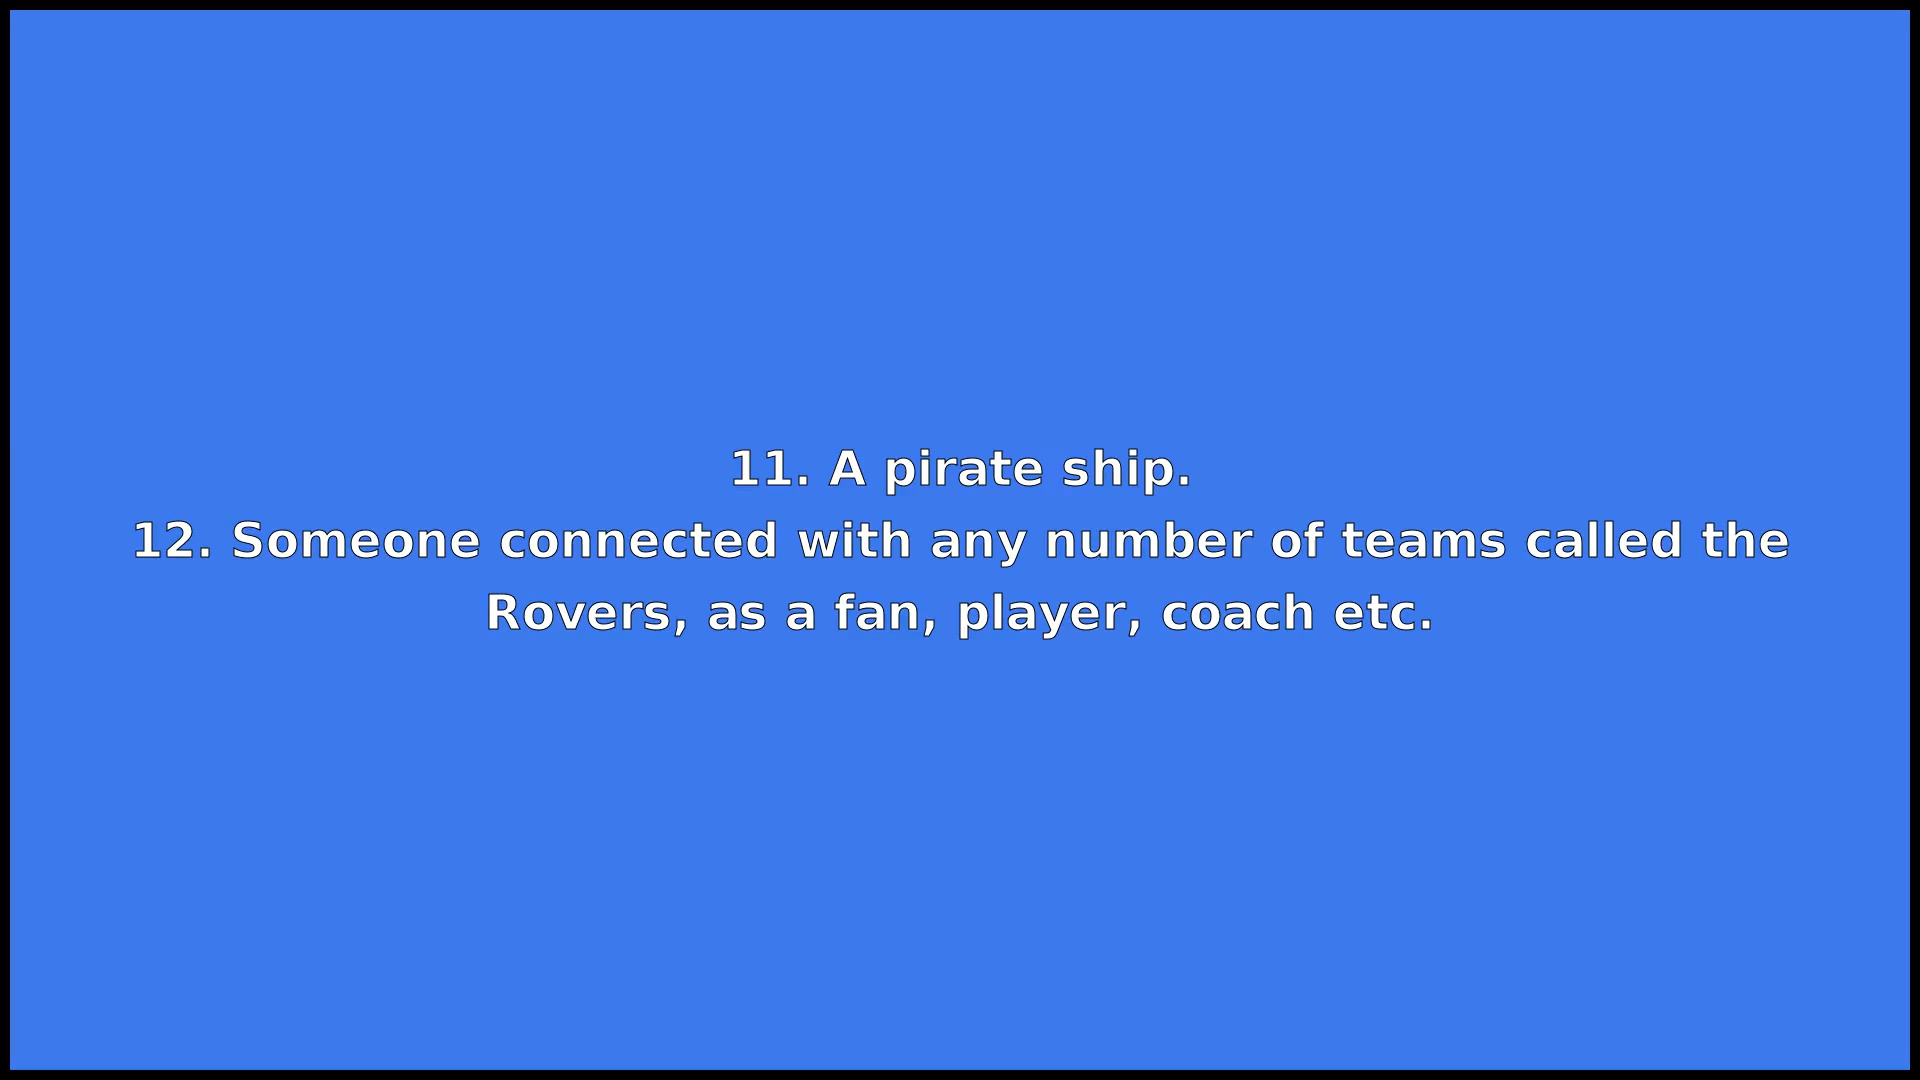 11. A pirate ship.
12. Someone connected with any number of teams called the
Rovers, as a fan, player, coach etc.